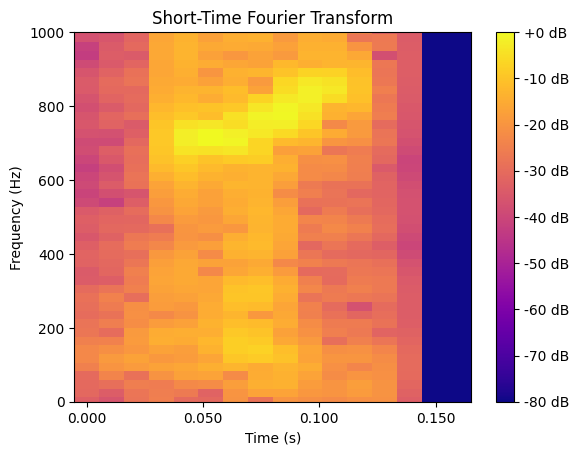 Short-Time Fourier Transform
1000
800
600
400
200
0
Frequency (Hz)
0.000
0.050
0.100
0.150
Time (s)
+0 dB
-10 dB
-20 dB
-30 dB
-40 dB
-50 dB
-60 dB
-70 dB
-80 dB